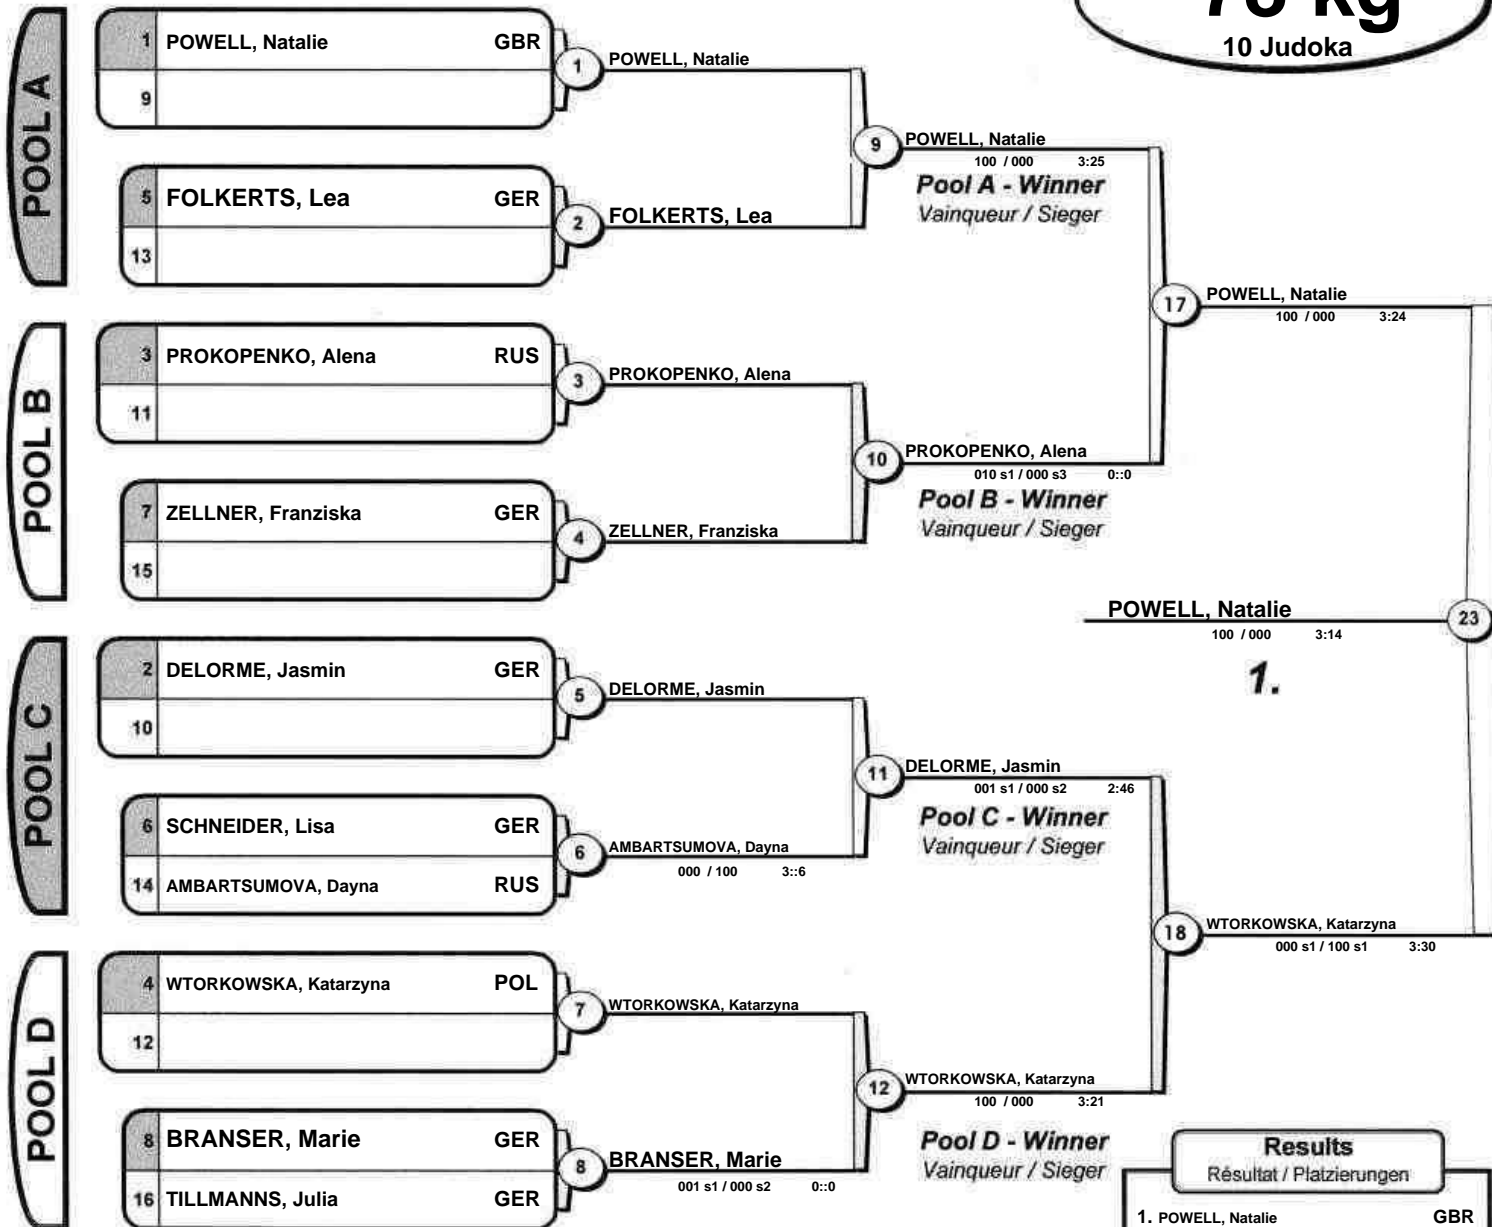 78 kg
10 Judoka
POOL A
1 POWELL, Natalie GBR
9
1 POWELL, Natalie
5 FOLKERTS, Lea GER
13
2 FOLKERTS, Lea
9 POWELL, Natalie
100 / 000 3:25
Pool A - Winner
Vainqueur / Sieger
POOL B
3 PROKOPENKO, Alena RUS
11
3 PROKOPENKO, Alena
7 ZELLNER, Franziska GER
15
4 ZELLNER, Franziska
10 PROKOPENKO, Alena
010 s1 / 000 s3 0::0
Pool B - Winner
Vainqueur / Sieger
17 POWELL, Natalie
100 / 000 3:24
POWELL, Natalie 23
100 / 000 3:14
1.
POOL C
2 DELORME, Jasmin GER
10
5 DELORME, Jasmin
6 SCHNEIDER, Lisa GER
14 AMBARTSUMOVA, Dayna RUS
6 AMBARTSUMOVA, Dayna
000 / 100 3::6
11 DELORME, Jasmin
001 s1 / 000 s2 2:46
Pool C - Winner
Vainqueur / Sieger
POOL D
4 WTORKOWSKA, Katarzyna POL
12
7 WTORKOWSKA, Katarzyna
8 BRANSER, Marie GER
16 TILLMANNS, Julia GER
8 BRANSER, Marie
001 s1 / 000 s2 0::0
12 WTORKOWSKA, Katarzyna
100 / 000 3:21
Pool D - Winner
Vainqueur / Sieger
18 WTORKOWSKA, Katarzyna
000 s1 / 100 s1 3:30
Results
Résultat / Platzierungen
1. POWELL, Natalie GBR